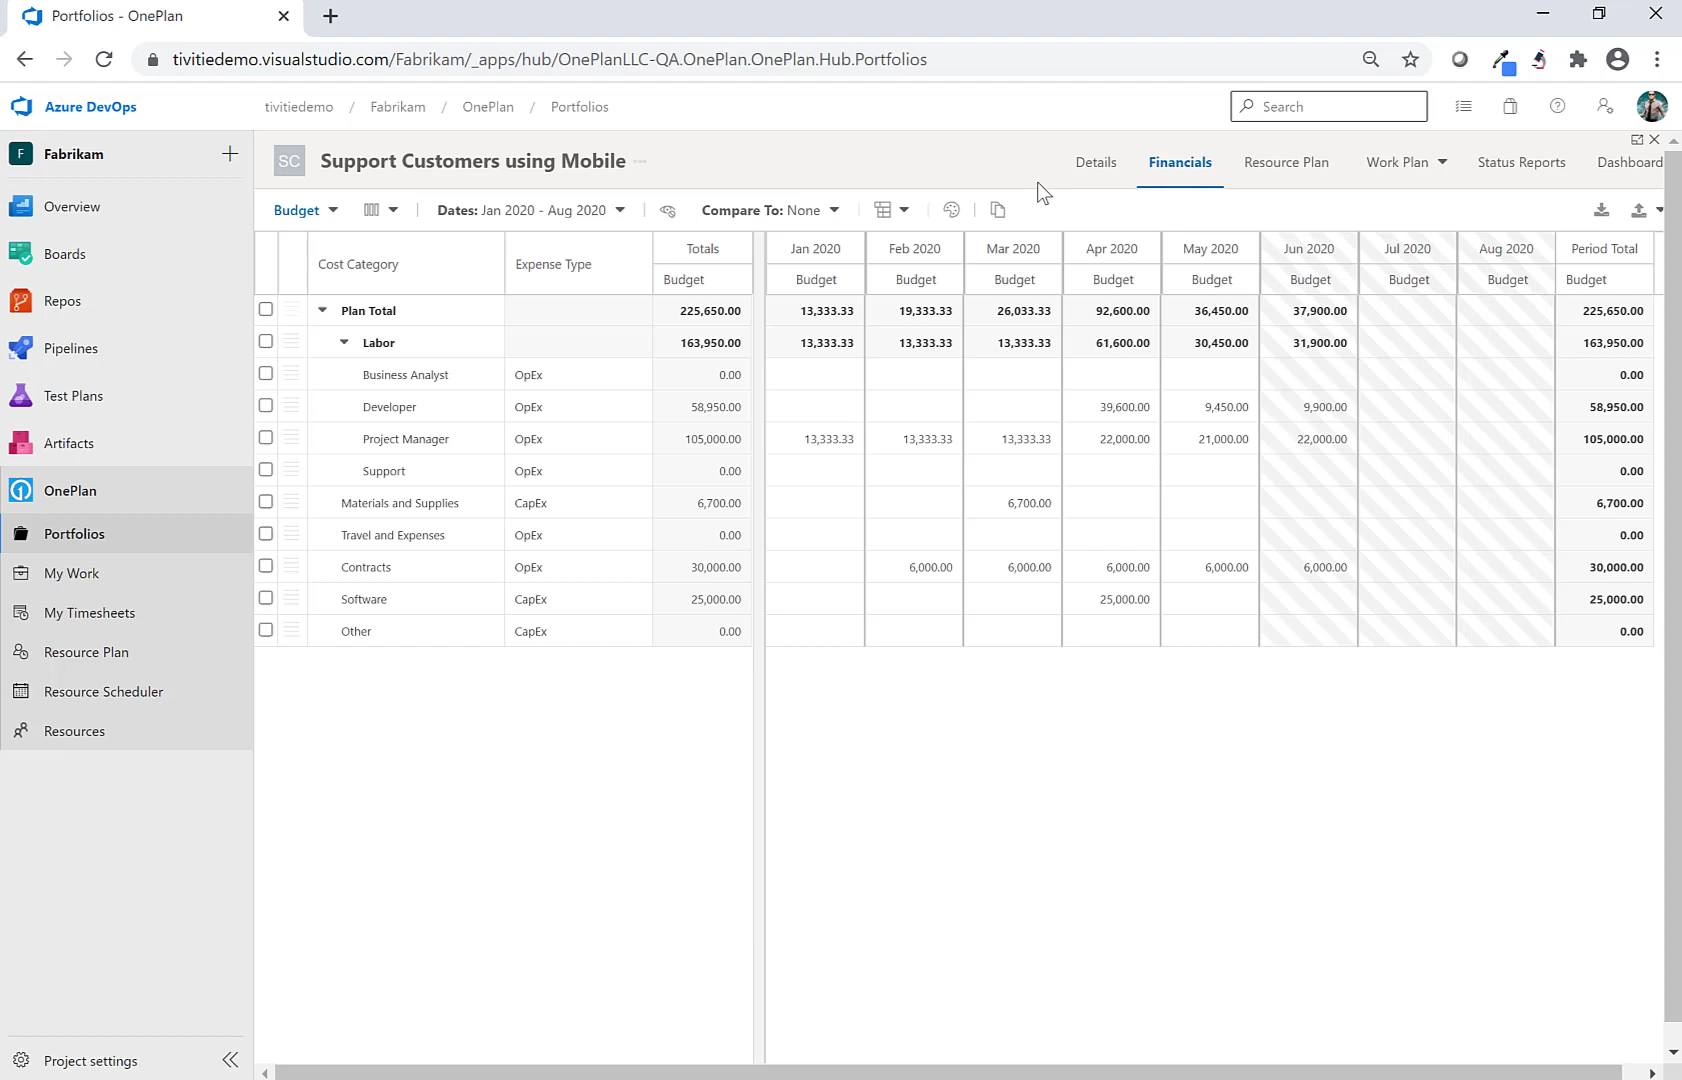 Portfolios - OnePlan
tivitiedemo.visualstudio.com/Fabrikam/_apps/hub/OnePlanLLC-QA.OnePlan.OnePlan.Hub.Portfolios
Azure DevOps
tivitiedemo / Fabrikam / OnePlan / Portfolios
Search
F Fabrikam
Overview
Boards
Repos
Pipelines
Test Plans
Artifacts
OnePlan
Portfolios
My Work
My Timesheets
Resource Plan
Resource Scheduler
Resources
Project settings
SC Support Customers using Mobile
Details Financials Resource Plan Work Plan Status Reports Dashboard
Budget Dates: Jan 2020 - Aug 2020 Compare To: None
Cost Category Expense Type Totals Jan 2020 Feb 2020 Mar 2020 Apr 2020 May 2020 Jun 2020 Jul 2020 Aug 2020 Period Total
Budget Budget Budget Budget Budget Budget Budget Budget Budget Budget
Plan Total 225,650.00 13,333.33 19,333.33 26,033.33 92,600.00 36,450.00 37,900.00 225,650.00
Labor 163,950.00 13,333.33 13,333.33 13,333.33 61,600.00 30,450.00 31,900.00 163,950.00
Business Analyst OpEx 0.00 0.00
Developer OpEx 58,950.00 39,600.00 9,450.00 9,900.00 58,950.00
Project Manager OpEx 105,000.00 13,333.33 13,333.33 13,333.33 22,000.00 21,000.00 22,000.00 105,000.00
Support OpEx 0.00 0.00
Materials and Supplies CapEx 6,700.00 6,700.00 6,700.00
Travel and Expenses OpEx 0.00 0.00
Contracts OpEx 30,000.00 6,000.00 6,000.00 6,000.00 6,000.00 6,000.00 30,000.00
Software CapEx 25,000.00 25,000.00 25,000.00
Other CapEx 0.00 0.00